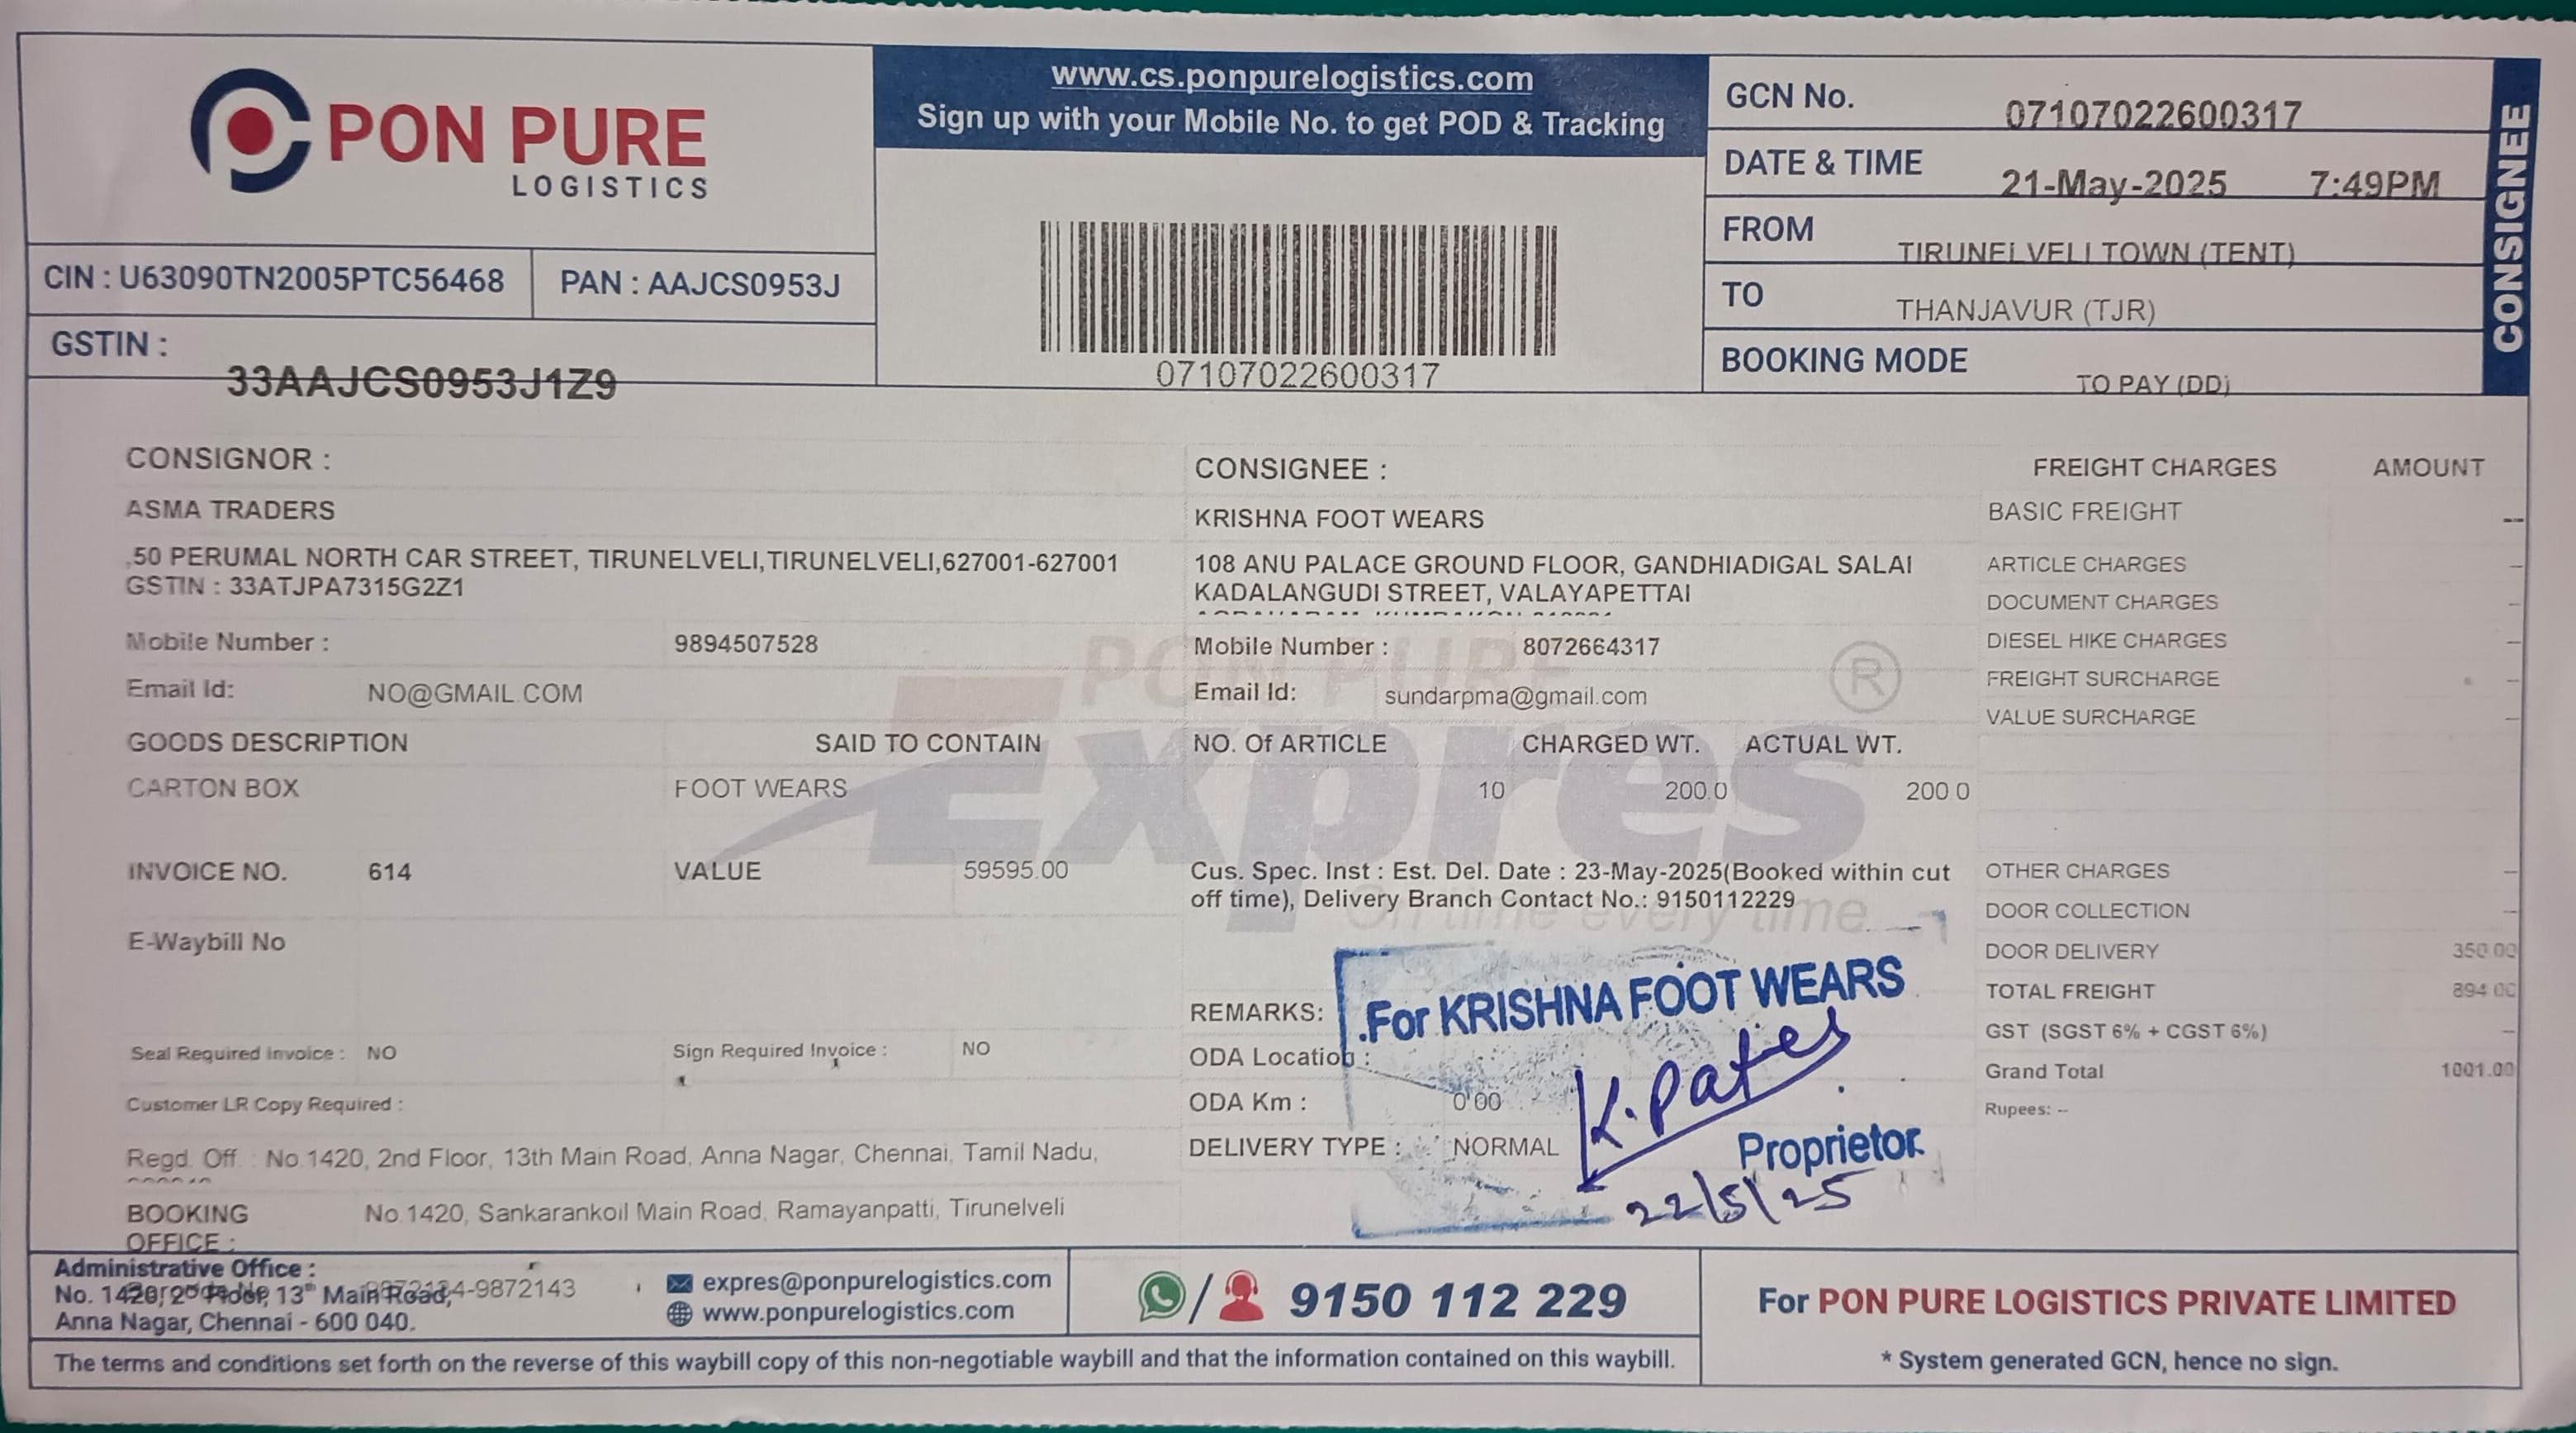 PON PURE
LOGISTICS
CIN : U63090TN2005PTC56468
PAN : AAJCS0953J
GSTIN :
33AAJCS0953J1Z9
www.cs.ponpurelogistics.com
Sign up with your Mobile No. to get POD & Tracking
07107022600317
GCN No. 07107022600317
DATE & TIME 21-May-2025 7:49PM
FROM TIRUNELVELI TOWN (TENT)
TO THANJAVUR (TJR)
BOOKING MODE TO PAY (DD)
CONSIGNEE
CONSIGNOR :
ASMA TRADERS
,50 PERUMAL NORTH CAR STREET, TIRUNELVELI,TIRUNELVELI,627001-627001
GSTIN : 33ATJPA7315G2Z1
Mobile Number : 9894507528
Email Id: NO@GMAIL.COM
CONSIGNEE :
KRISHNA FOOT WEARS
108 ANU PALACE GROUND FLOOR, GANDHIADIGAL SALAI
KADALANGUDI STREET, VALAYAPETTAI
Mobile Number : 8072664317
Email Id: sundarpma@gmail.com
GOODS DESCRIPTION SAID TO CONTAIN NO. Of ARTICLE CHARGED WT. ACTUAL WT.
CARTON BOX FOOT WEARS 10 200.0 200.0
INVOICE NO. 614 VALUE 59595.00
E-Waybill No
Seal Required Invoice : NO Sign Required Invoice : NO
Customer LR Copy Required :
Regd. Off. : No.1420, 2nd Floor, 13th Main Road, Anna Nagar, Chennai, Tamil Nadu,
BOOKING OFFICE : No.1420, Sankarankoil Main Road, Ramayanpatti, Tirunelveli
Cus. Spec. Inst : Est. Del. Date : 23-May-2025(Booked within cut
off time), Delivery Branch Contact No.: 9150112229
REMARKS:
ODA Location :
ODA Km : 0.00
DELIVERY TYPE : NORMAL
PON PURE
Expres ®
On time every time
.For KRISHNA FOOT WEARS
Proprietor.
22/5/25
FREIGHT CHARGES AMOUNT
BASIC FREIGHT --
ARTICLE CHARGES --
DOCUMENT CHARGES --
DIESEL HIKE CHARGES --
FREIGHT SURCHARGE --
VALUE SURCHARGE --
OTHER CHARGES --
DOOR COLLECTION --
DOOR DELIVERY 350.00
TOTAL FREIGHT 894.00
GST (SGST 6% + CGST 6%) --
Grand Total 1001.00
Rupees: --
Administrative Office :
No. 1420, 2nd Floor, 13th Main Road,
Anna Nagar, Chennai - 600 040.
expres@ponpurelogistics.com
www.ponpurelogistics.com
9150 112 229
For PON PURE LOGISTICS PRIVATE LIMITED
* System generated GCN, hence no sign.
The terms and conditions set forth on the reverse of this waybill copy of this non-negotiable waybill and that the information contained on this waybill.